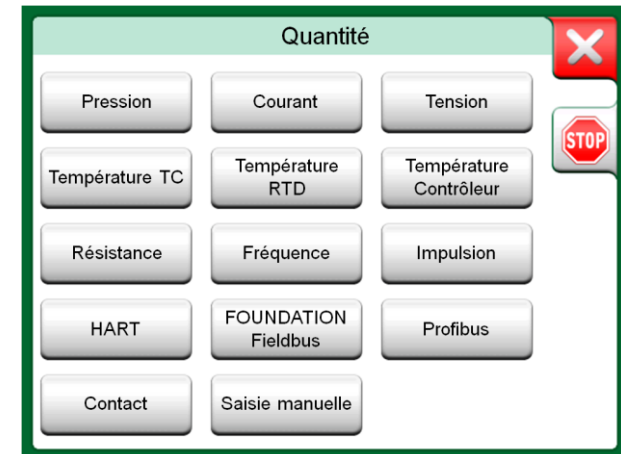 Quantité
Pression
Courant
Tension
STOP
Température TC
Température
RTD
Température
Contrôleur
Résistance
Fréquence
Impulsion
HART
FOUNDATION
Fieldbus
Profibus
Contact
Saisie manuelle